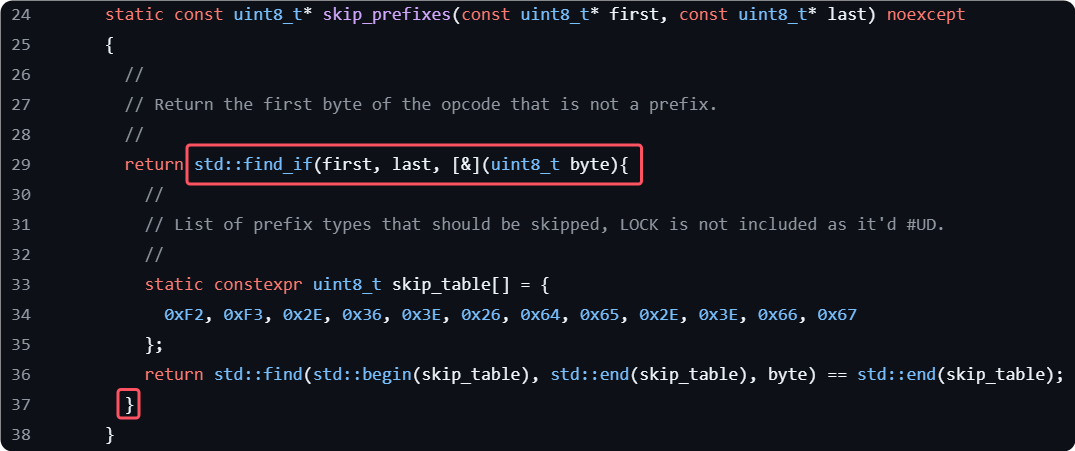 24 static const uint8_t* skip_prefixes(const uint8_t* first, const uint8_t* last) noexcept
25 {
26 //
27 // Return the first byte of the opcode that is not a prefix.
28 //
29 return std::find_if(first, last, [&](uint8_t byte){
30 //
31 // List of prefix types that should be skipped, LOCK is not included as it'd #UD.
32 //
33 static constexpr uint8_t skip_table[] = {
34 0xF2, 0xF3, 0x2E, 0x36, 0x3E, 0x26, 0x64, 0x65, 0x2E, 0x3E, 0x66, 0x67
35 };
36 return std::find(std::begin(skip_table), std::end(skip_table), byte) == std::end(skip_table);
37 }
38 }